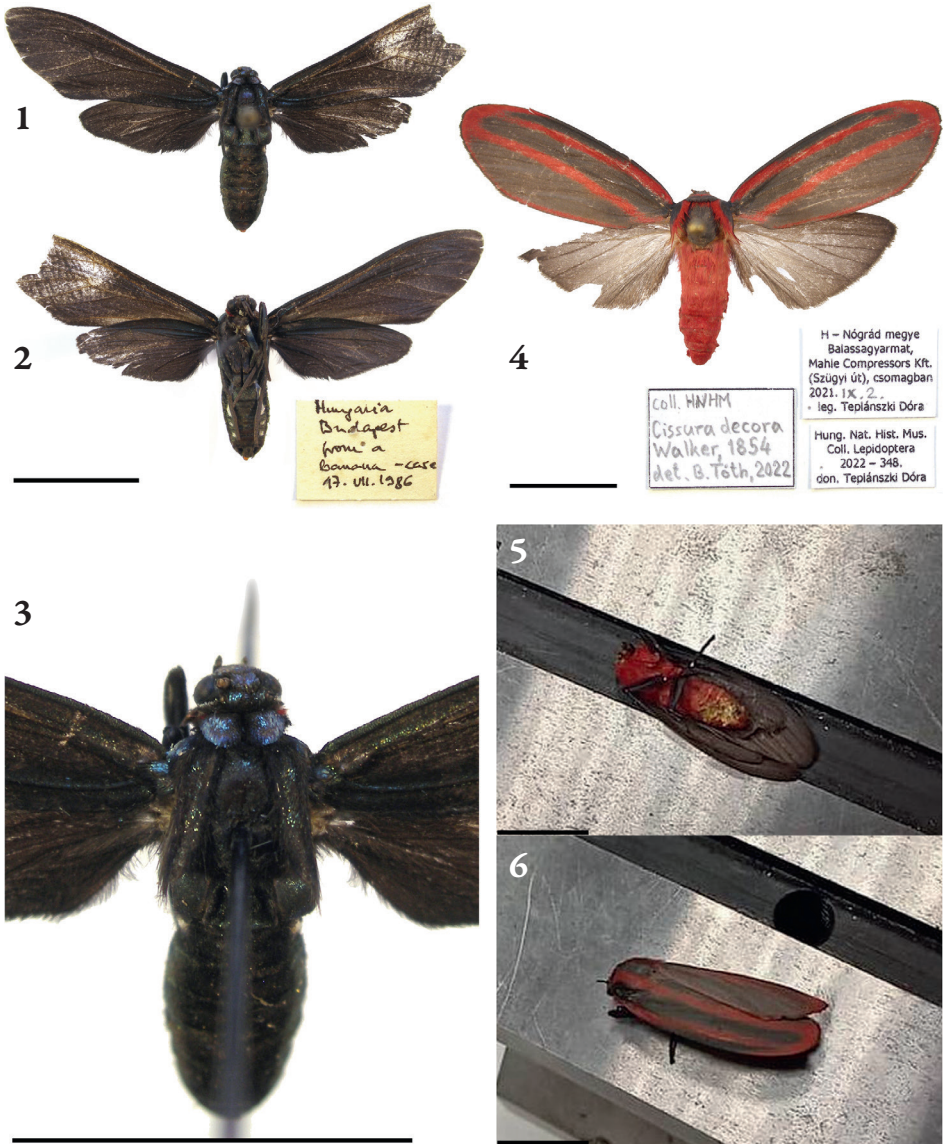 1
2
Hungaria
Budapest
from a
banana - case
17. VII. 1986
3
4
coll. HNHM
Cissura decora
Walker, 1854
det. B. Tóth, 2022
H – Nógrád megye
Balassagyarmat,
Mahle Compressors Kft.
(Szügyi út), csomagban
2021. IX. 2.
leg. Teplánszki Dóra
Hung. Nat. Hist. Mus.
Coll. Lepidoptera
2022 – 348.
don. Teplánszki Dóra
5
6